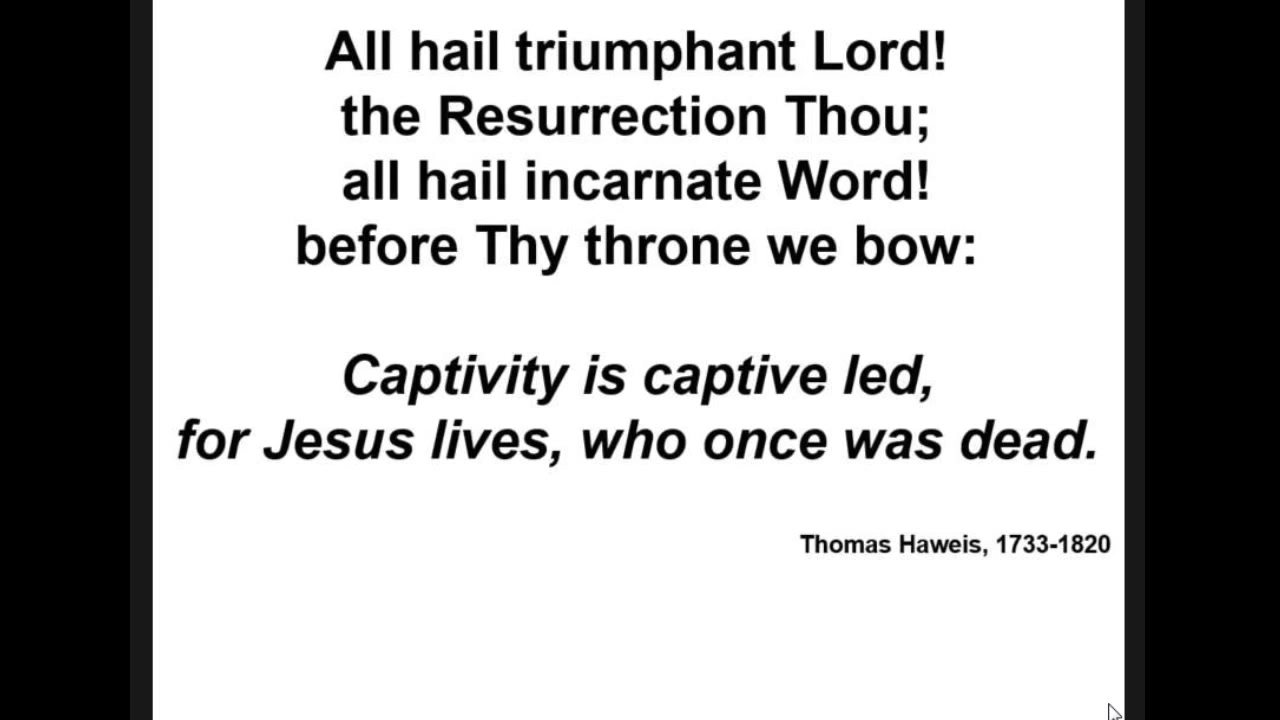 All hail triumphant Lord!
the Resurrection Thou;
all hail incarnate Word!
before Thy throne we bow:
Captivity is captive led,
for Jesus lives, who once was dead.
Thomas Haweis, 1733-1820